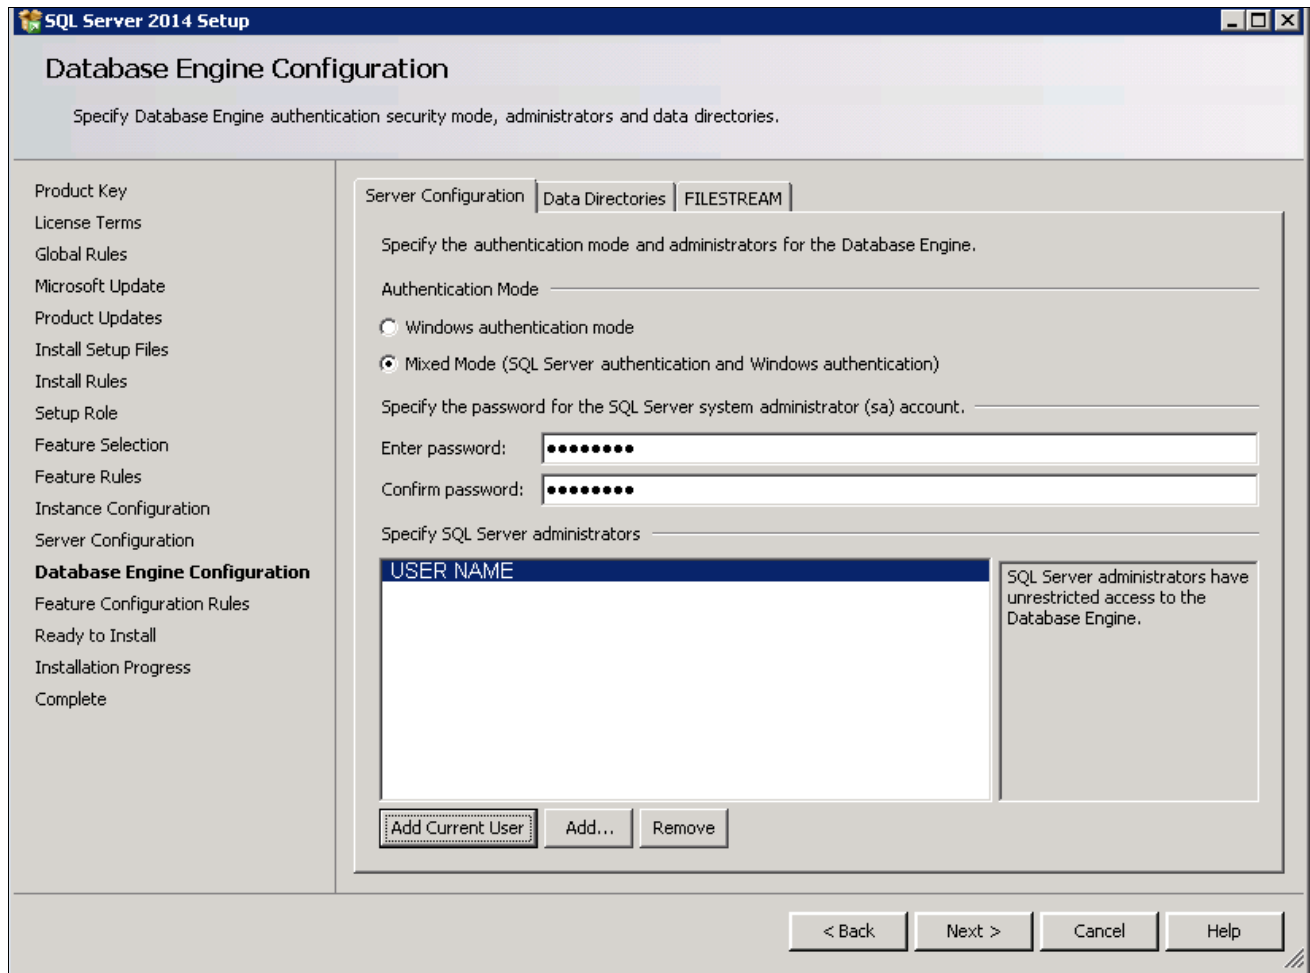 SQL Server 2014 Setup
Database Engine Configuration
Specify Database Engine authentication security mode, administrators and data directories.
Product Key
License Terms
Global Rules
Microsoft Update
Product Updates
Install Setup Files
Install Rules
Setup Role
Feature Selection
Feature Rules
Instance Configuration
Server Configuration
Database Engine Configuration
Feature Configuration Rules
Ready to Install
Installation Progress
Complete
Server Configuration Data Directories FILESTREAM
Specify the authentication mode and administrators for the Database Engine.
Authentication Mode
Windows authentication mode
Mixed Mode (SQL Server authentication and Windows authentication)
Specify the password for the SQL Server system administrator (sa) account.
Enter password: ●●●●●●●●
Confirm password: ●●●●●●●●
Specify SQL Server administrators
USER NAME
SQL Server administrators have
unrestricted access to the
Database Engine.
Add Current User Add... Remove
< Back Next > Cancel Help